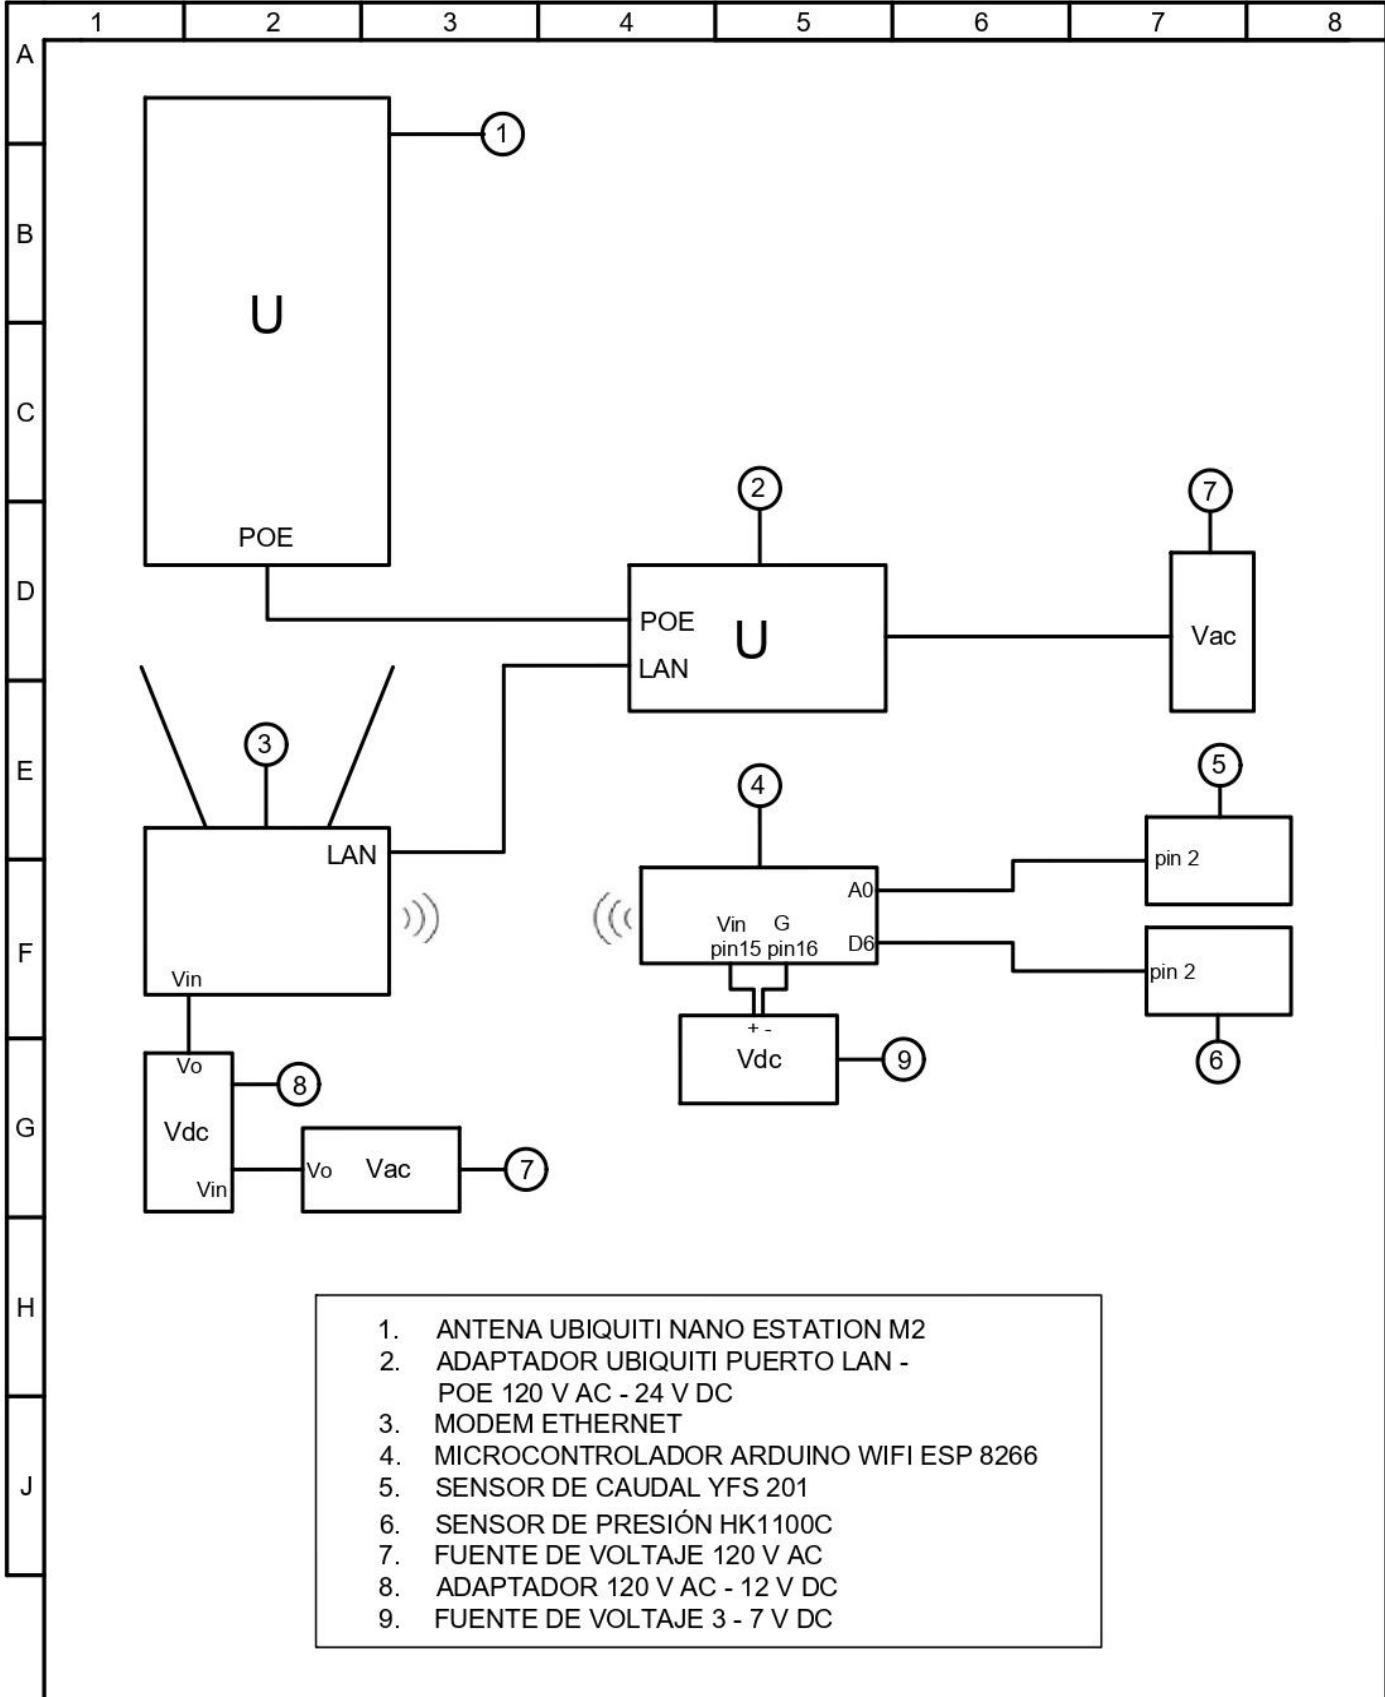 1 2 3 4 5 6 7 8
A
1
B
U
C
2 7
POE
D
POE U Vac
LAN
3
E
4 5
LAN
pin 2
A0
Vin G
F
pin15 pin16 D6
pin 2
Vin
+ -
Vdc 9 6
Vo
8
G
Vdc
Vo Vac 7
Vin
H
1. ANTENA UBIQUITI NANO ESTATION M2
2. ADAPTADOR UBIQUITI PUERTO LAN -
POE 120 V AC - 24 V DC
3. MODEM ETHERNET
4. MICROCONTROLADOR ARDUINO WIFI ESP 8266
J
5. SENSOR DE CAUDAL YFS 201
6. SENSOR DE PRESIÓN HK1100C
7. FUENTE DE VOLTAJE 120 V AC
8. ADAPTADOR 120 V AC - 12 V DC
9. FUENTE DE VOLTAJE 3 - 7 V DC